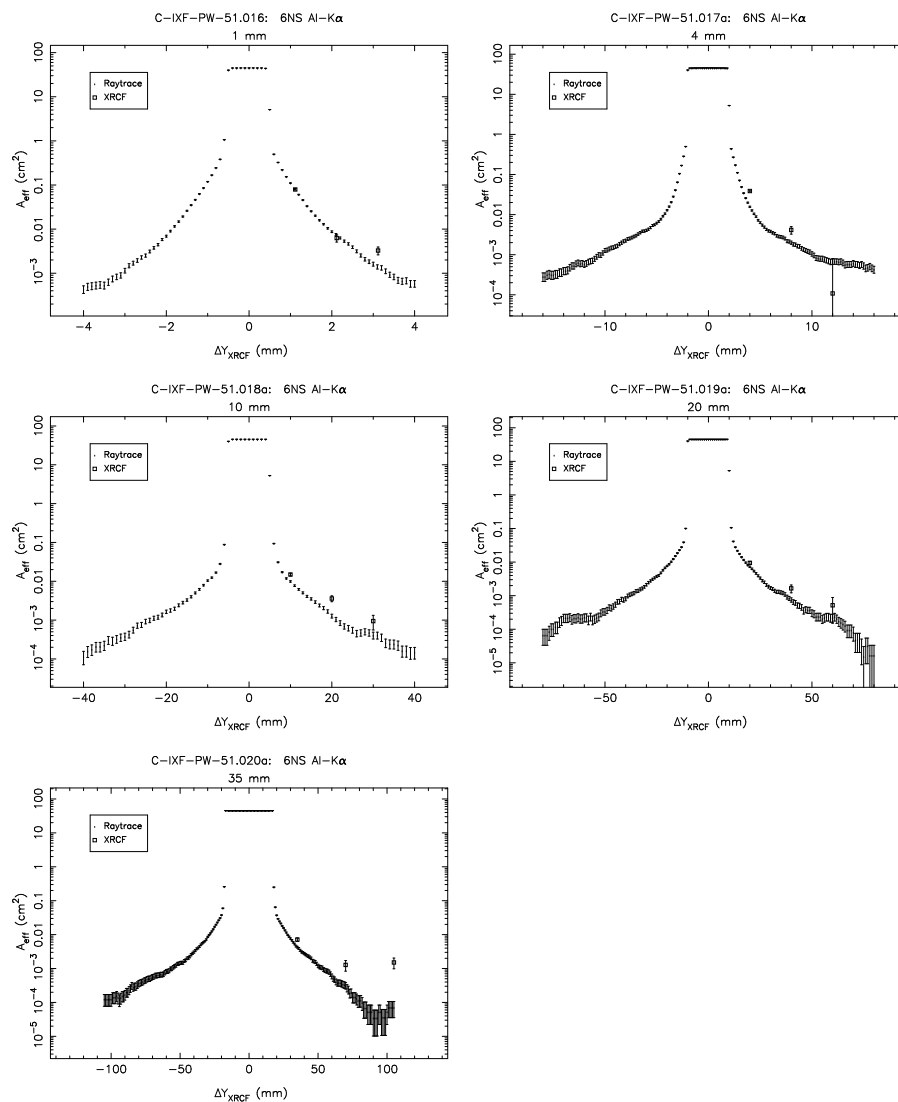 C-IXF-PW-51.016: 6NS Al-Kα
1 mm
100
10
1
0.1
0.01
10⁻³
A_eff (cm²)
Raytrace
XRCF
-4 -2 0 2 4
ΔY_XRCF (mm)
C-IXF-PW-51.017a: 6NS Al-Kα
4 mm
100
10
1
0.1
0.01
10⁻³
10⁻⁴
A_eff (cm²)
Raytrace
XRCF
-10 0 10
ΔY_XRCF (mm)
C-IXF-PW-51.018a: 6NS Al-Kα
10 mm
100
10
1
0.1
0.01
10⁻³
10⁻⁴
A_eff (cm²)
Raytrace
XRCF
-40 -20 0 20 40
ΔY_XRCF (mm)
C-IXF-PW-51.019a: 6NS Al-Kα
20 mm
100
10
1
0.1
0.01
10⁻³
10⁻⁴
10⁻⁵
A_eff (cm²)
Raytrace
XRCF
-50 0 50
ΔY_XRCF (mm)
C-IXF-PW-51.020a: 6NS Al-Kα
35 mm
100
10
1
0.1
0.01
10⁻³
10⁻⁴
10⁻⁵
A_eff (cm²)
Raytrace
XRCF
-100 -50 0 50 100
ΔY_XRCF (mm)